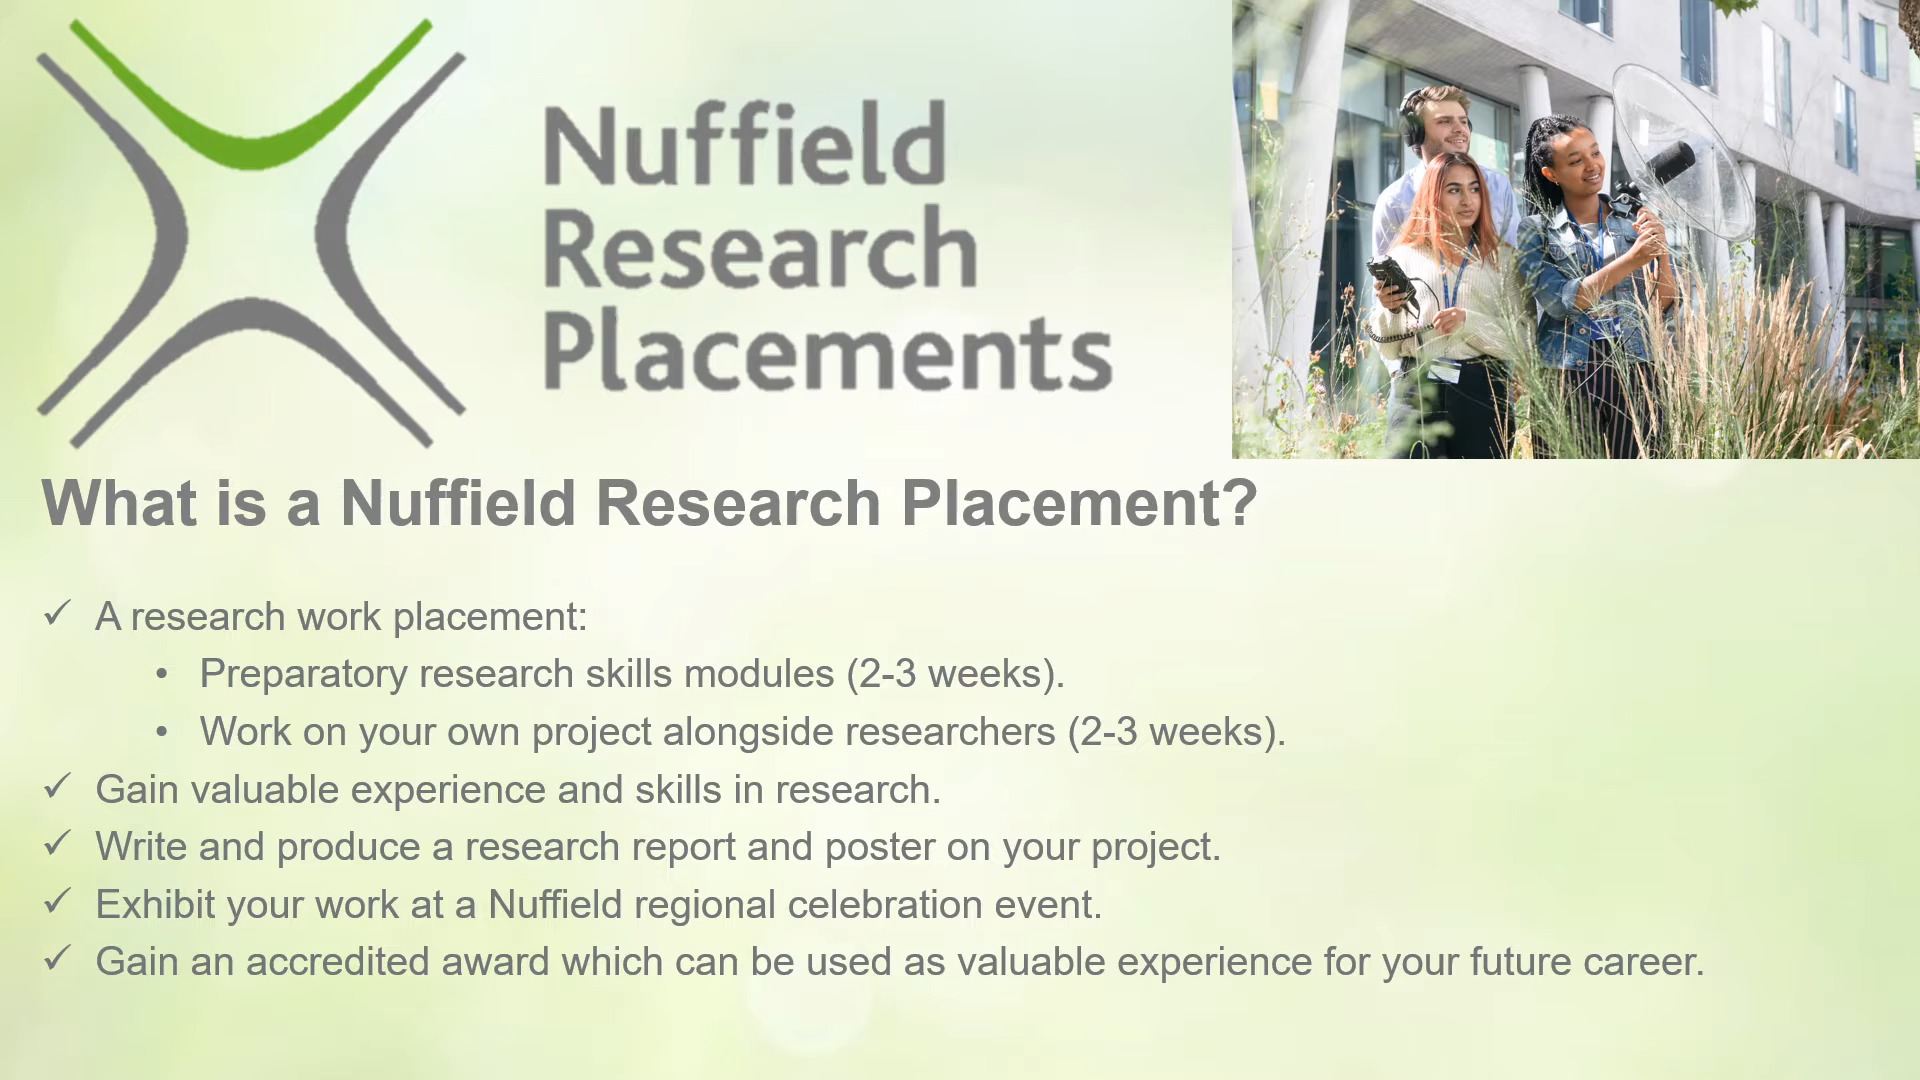 Nuffield
Research
Placements
What is a Nuffield Research Placement?
✓ A research work placement:
• Preparatory research skills modules (2-3 weeks).
• Work on your own project alongside researchers (2-3 weeks).
✓ Gain valuable experience and skills in research.
✓ Write and produce a research report and poster on your project.
✓ Exhibit your work at a Nuffield regional celebration event.
✓ Gain an accredited award which can be used as valuable experience for your future career.